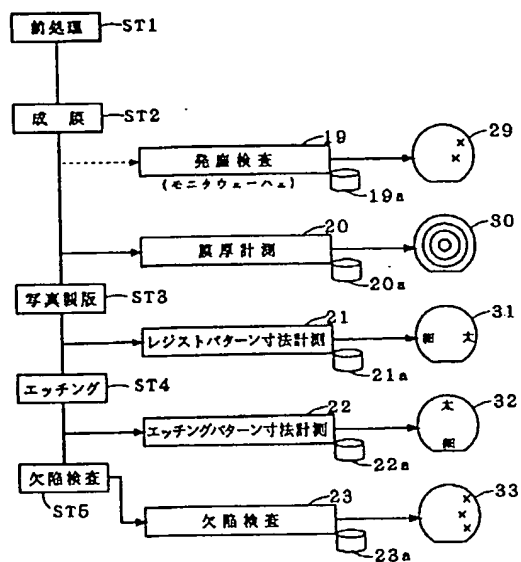 前処理 ST1
成膜 ST2
19 29
発塵検査
(モニタウェーハ)
19a
20 30
膜厚計測
20a
写真製版 ST3
21 31
レジストパターン寸法計測 細 太
21a
エッチング ST4
22 32
エッチングパターン寸法計測 太
細
22a
欠陥検査
ST5
23 33
欠陥検査
23a